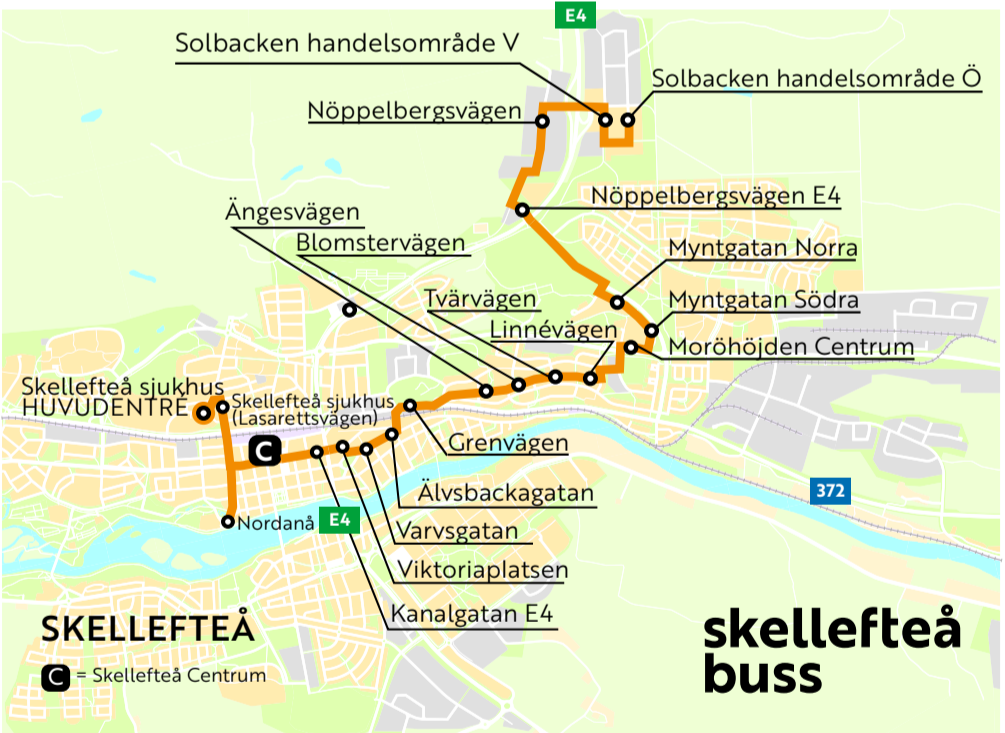 E4
Solbacken handelsområde V
Solbacken handelsområde Ö
Nöppelbergsvägen
Nöppelbergsvägen E4
Ängesvägen
Blomstervägen
Myntgatan Norra
Tvärvägen
Myntgatan Södra
Linnévägen
Moröhöjden Centrum
Skellefteå sjukhus
HUVUDENTRÉ
Skellefteå sjukhus
(Lasarettsvägen)
C
Grenvägen
Älvsbackagatan
372
Nordanå
E4
Varvsgatan
Viktoriaplatsen
Kanalgatan E4
SKELLEFTEÅ
C = Skellefteå Centrum
skellefteå
buss